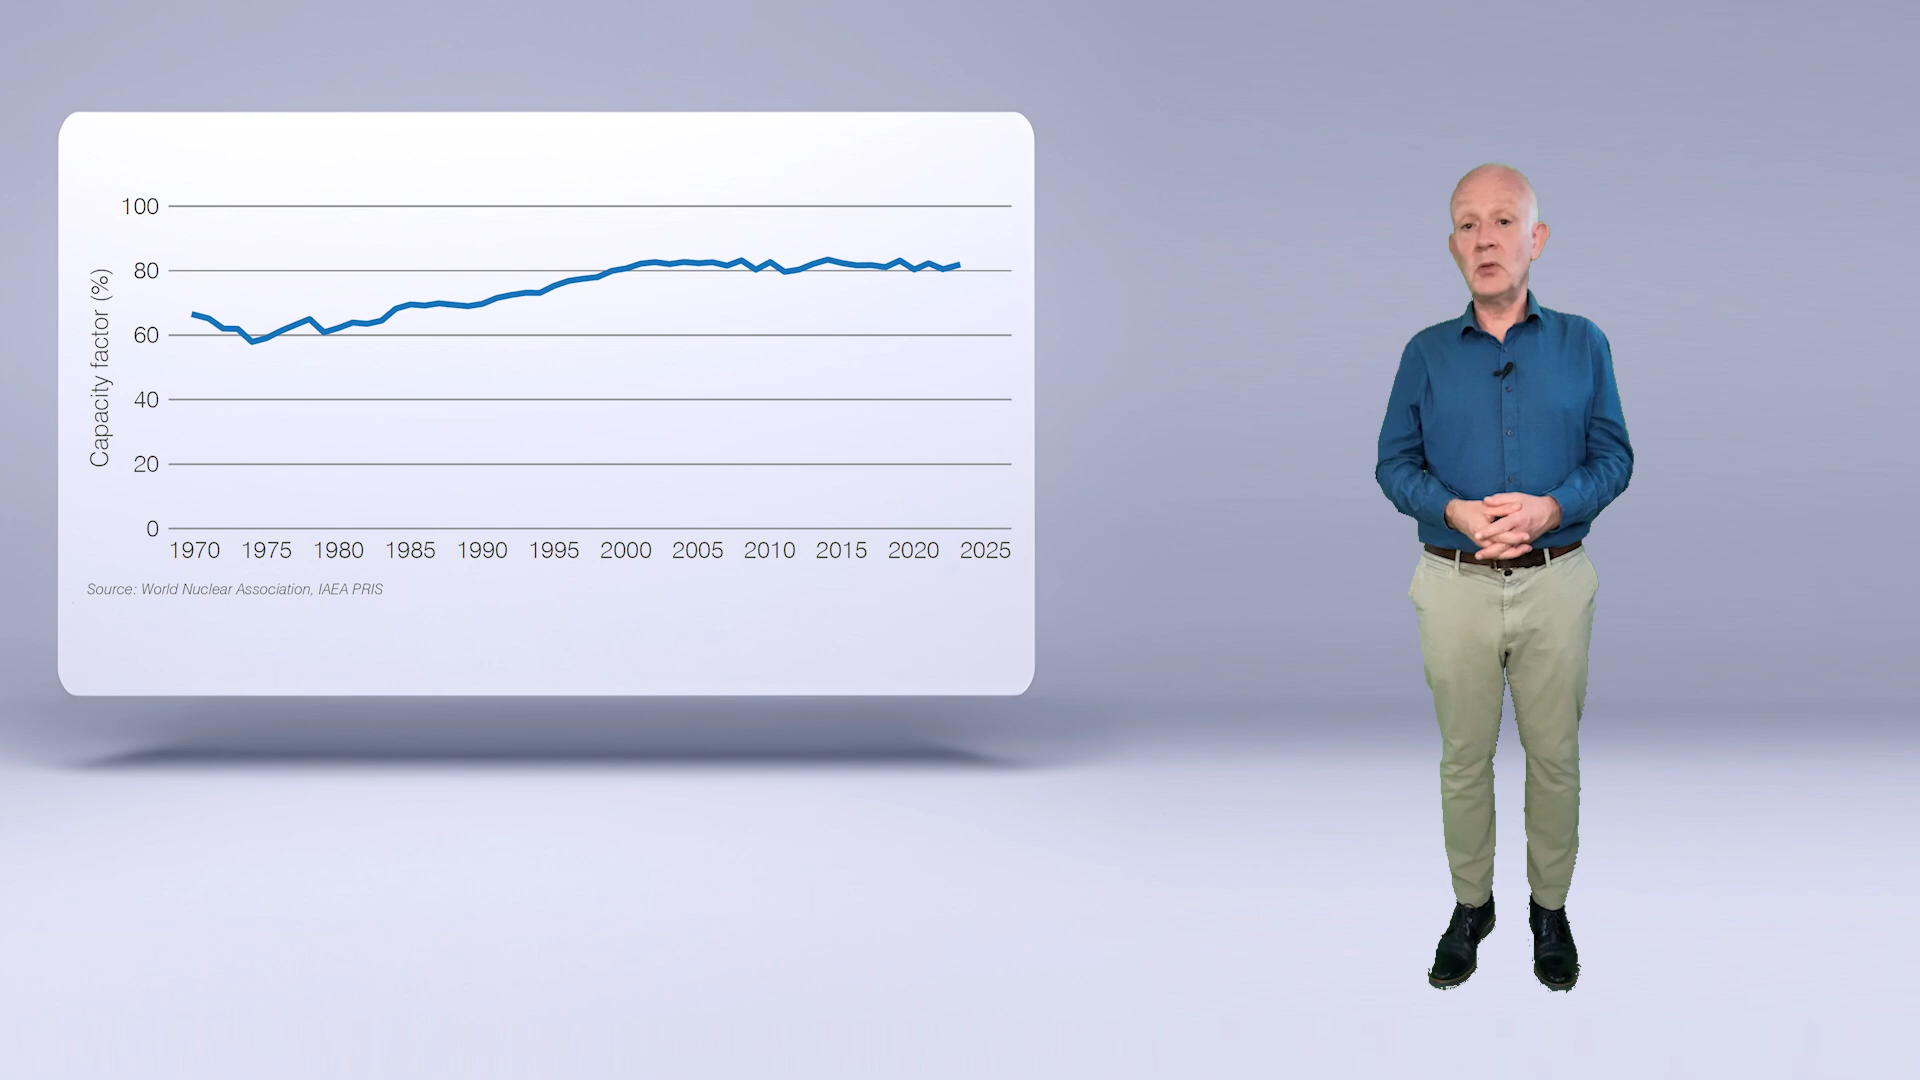 100
80
60
40
20
0
Capacity factor (%)
1970 1975 1980 1985 1990 1995 2000 2005 2010 2015 2020 2025
Source: World Nuclear Association, IAEA PRIS